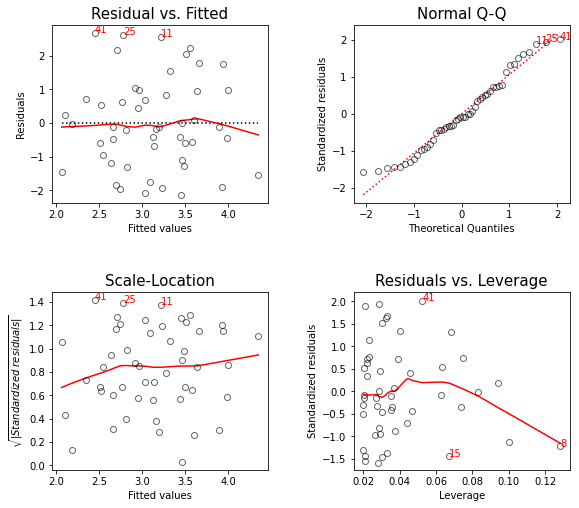 Residual vs. Fitted
Residuals
2
1
0
−1
−2
41
25
11
2.0 2.5 3.0 3.5 4.0
Fitted values
Normal Q-Q
Standardized residuals
2
1
0
−1
−2
11 25 41
−2 −1 0 1 2
Theoretical Quantiles
Scale-Location
√|Standardized residuals|
1.4
1.2
1.0
0.8
0.6
0.4
0.2
0.0
41
25
11
2.0 2.5 3.0 3.5 4.0
Fitted values
Residuals vs. Leverage
Standardized residuals
2.0
1.5
1.0
0.5
0.0
−0.5
−1.0
−1.5
41
15
8
0.02 0.04 0.06 0.08 0.10 0.12
Leverage